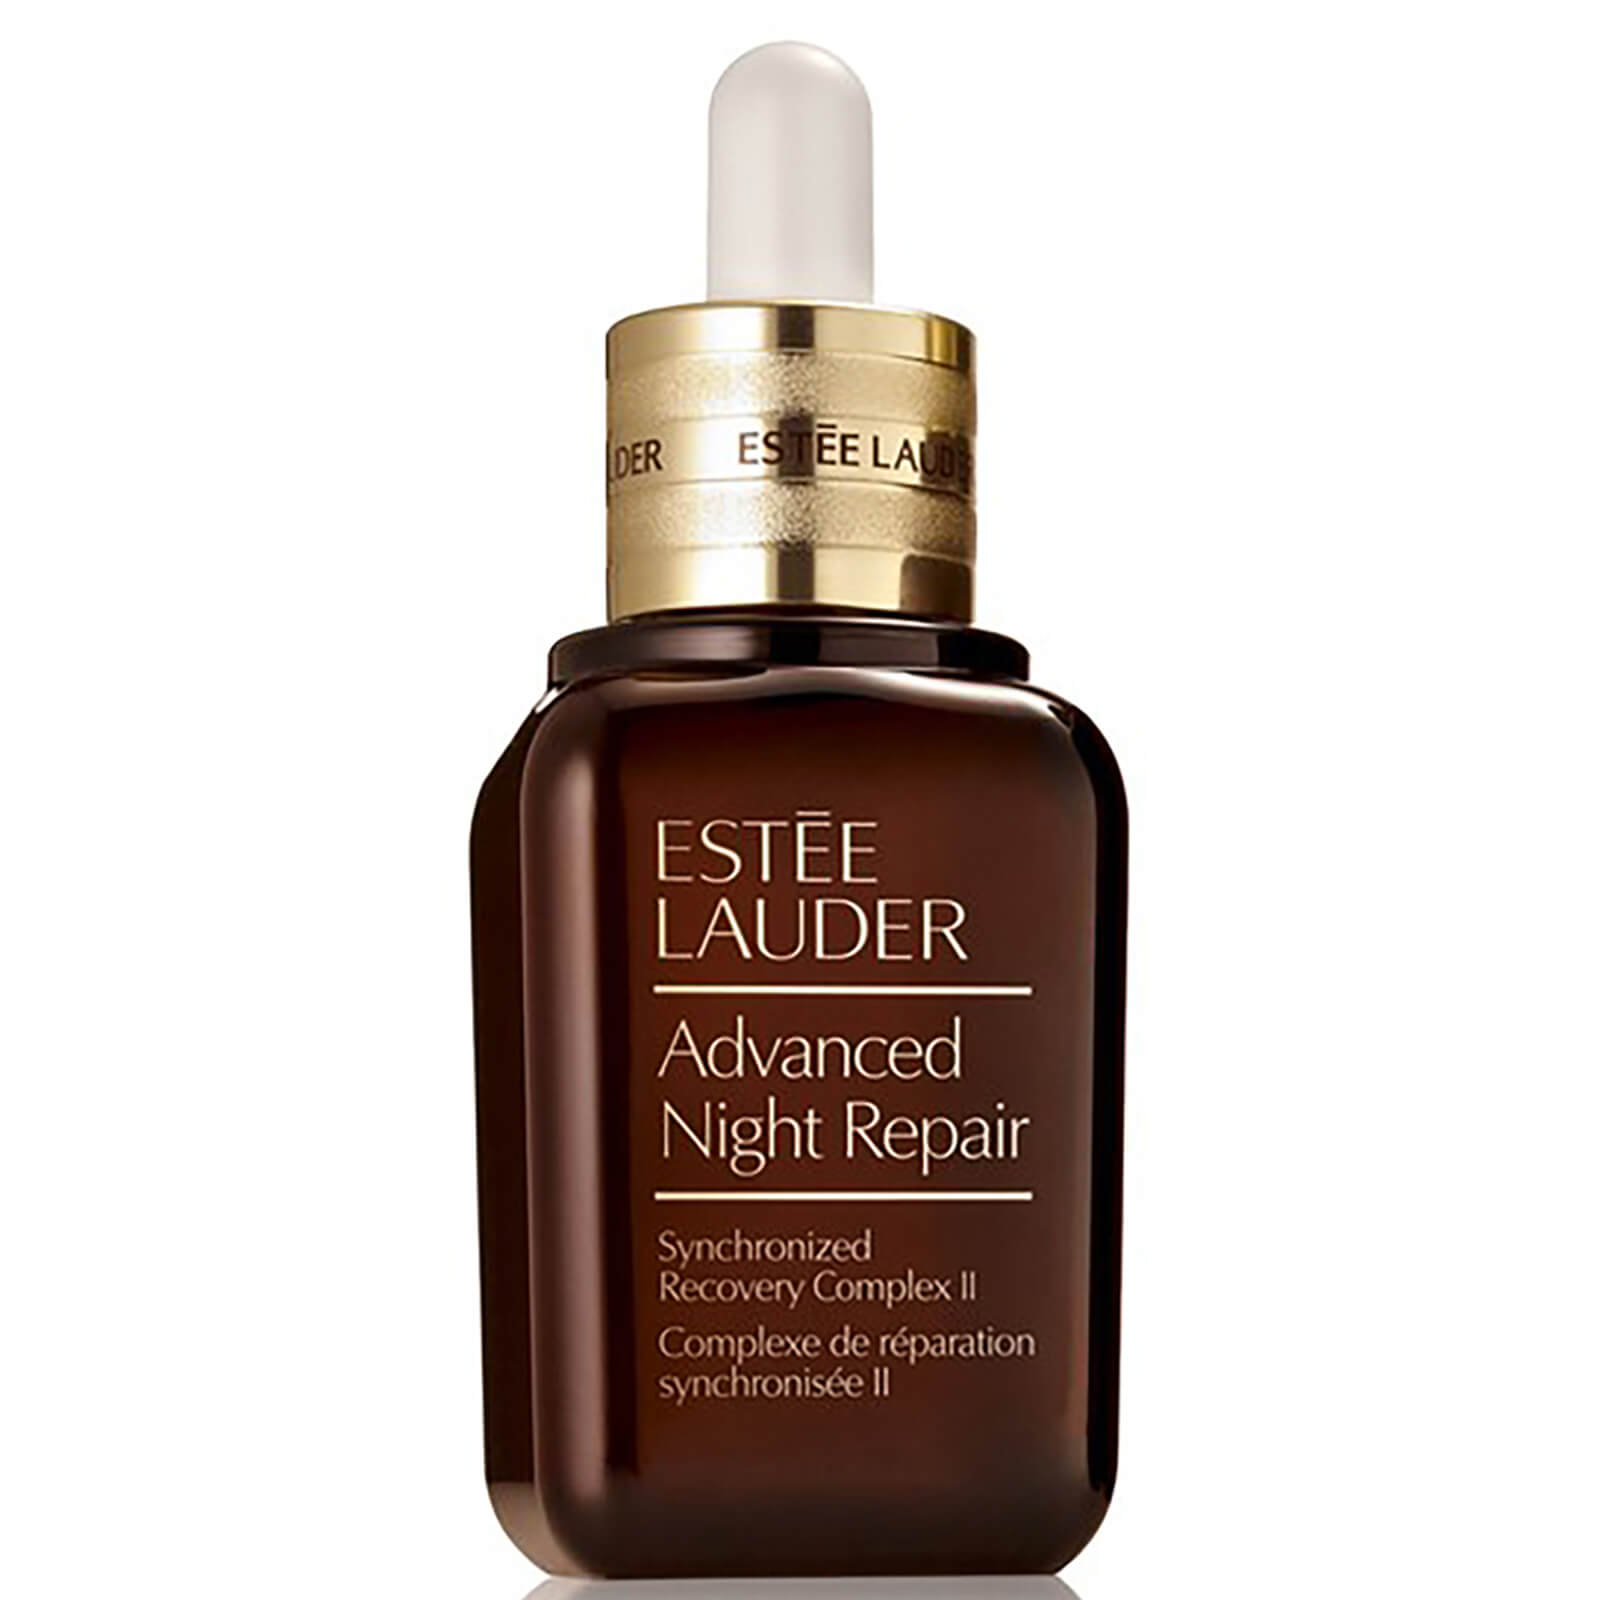 DER ESTĒE LAUDE
ESTĒE
LAUDER
Advanced
Night Repair
Synchronized
Recovery Complex II
Complexe de réparation
synchronisée II